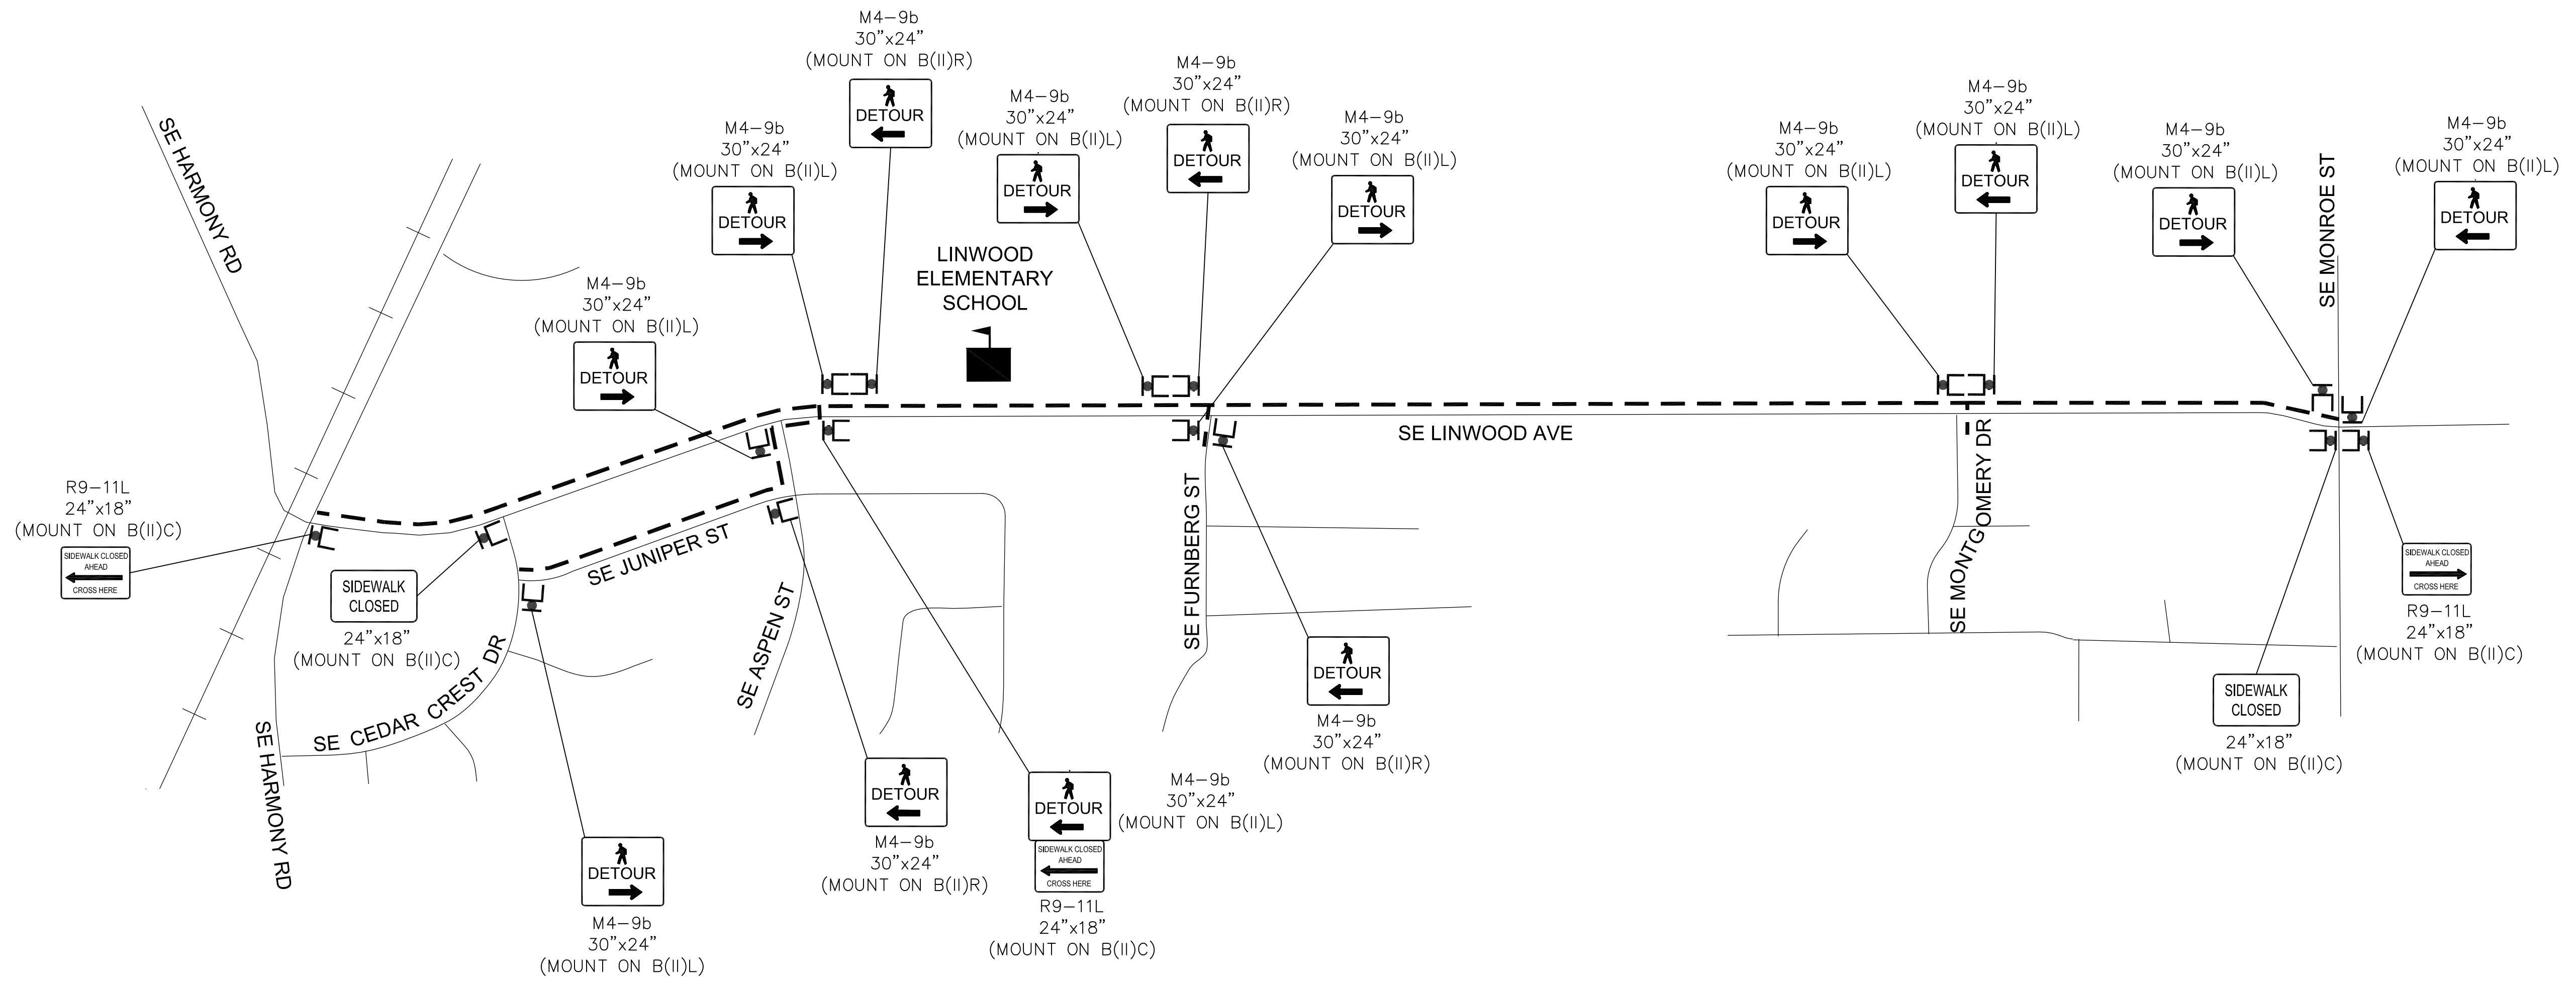 M4-9b
30"x24"
(MOUNT ON B(II)R)
DETOUR
M4-9b
30"x24"
(MOUNT ON B(II)L)
DETOUR
M4-9b
30"x24"
(MOUNT ON B(II)L)
DETOUR
M4-9b
30"x24"
(MOUNT ON B(II)R)
DETOUR
M4-9b
30"x24"
(MOUNT ON B(II)L)
DETOUR
M4-9b
30"x24"
(MOUNT ON B(II)L)
DETOUR
M4-9b
30"x24"
(MOUNT ON B(II)L)
DETOUR
M4-9b
30"x24"
(MOUNT ON B(II)L)
DETOUR
M4-9b
30"x24"
(MOUNT ON B(II)L)
DETOUR
SE HARMONY RD
SE MONROE ST
LINWOOD
ELEMENTARY
SCHOOL
M4-9b
30"x24"
(MOUNT ON B(II)L)
DETOUR
SE LINWOOD AVE
R9-11L
24"x18"
(MOUNT ON B(II)C)
SIDEWALK CLOSED
AHEAD
CROSS HERE
SIDEWALK
CLOSED
24"x18"
(MOUNT ON B(II)C)
SE JUNIPER ST
SE CEDAR CREST DR
SE HARMONY RD
SE ASPEN ST
SE FURNBERG ST
SE MONTGOMERY DR
SIDEWALK CLOSED
AHEAD
CROSS HERE
R9-11L
24"x18"
(MOUNT ON B(II)C)
SIDEWALK
CLOSED
24"x18"
(MOUNT ON B(II)C)
DETOUR
M4-9b
30"x24"
(MOUNT ON B(II)R)
DETOUR
M4-9b
30"x24"
(MOUNT ON B(II)R)
DETOUR
M4-9b
30"x24"
(MOUNT ON B(II)L)
SIDEWALK CLOSED
AHEAD
CROSS HERE
R9-11L
24"x18"
(MOUNT ON B(II)C)
DETOUR
M4-9b
30"x24"
(MOUNT ON B(II)L)